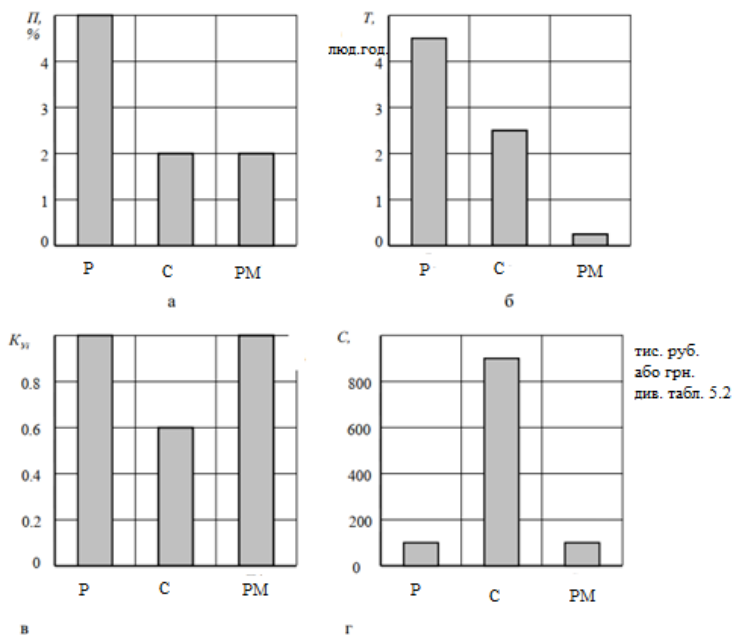 П, %
4
3
2
1
0
Р С РМ
а
Т,
люд.год.
4
3
2
1
0
Р С РМ
б
0.8
0.6
0.4
0.2
0
Р С РМ
в
С,
800
600
400
200
0
Р С РМ
г
тис. руб.
або грн.
див. табл. 5.2